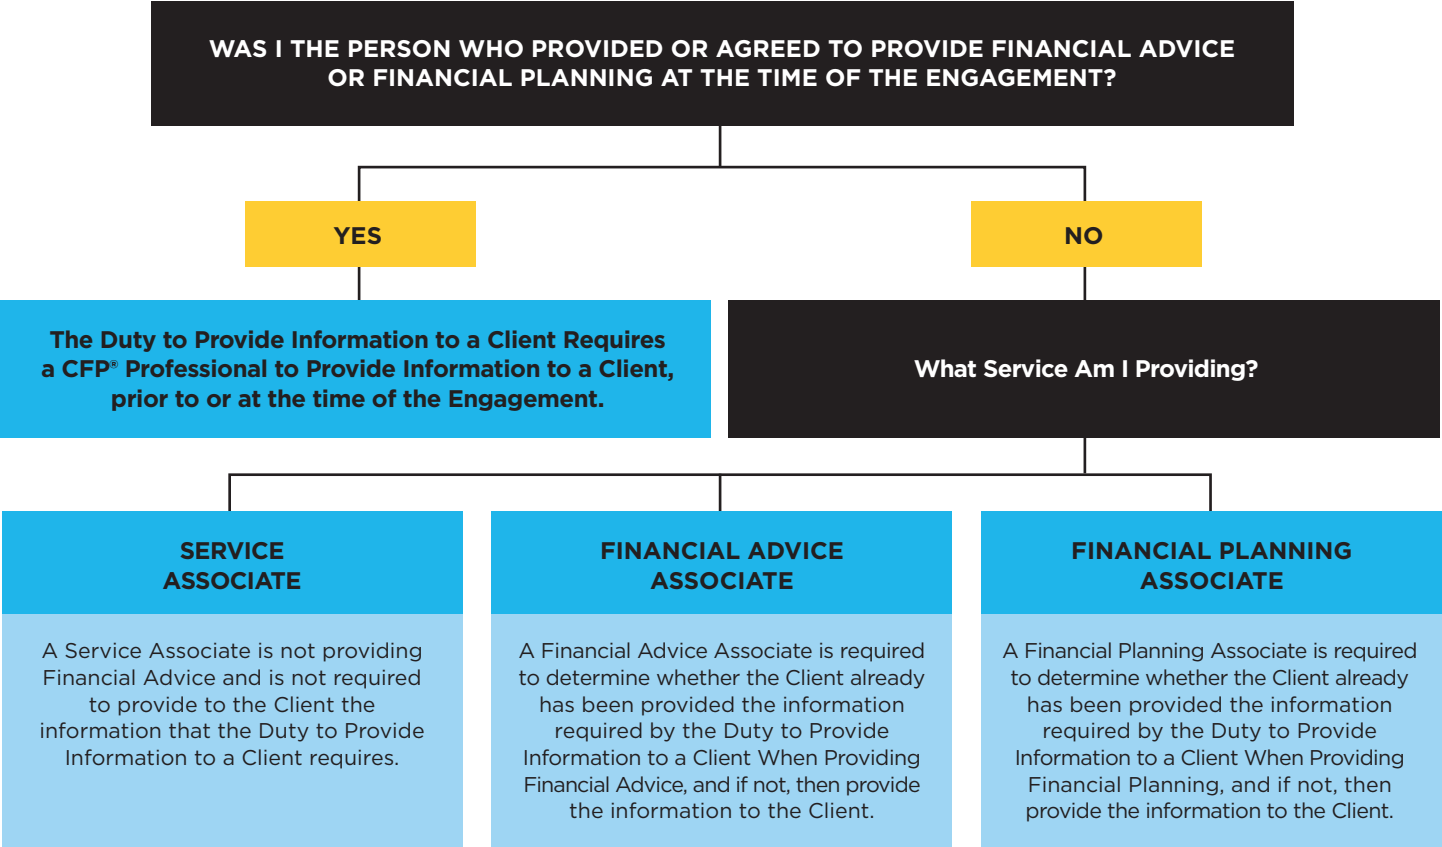 WAS I THE PERSON WHO PROVIDED OR AGREED TO PROVIDE FINANCIAL ADVICE
OR FINANCIAL PLANNING AT THE TIME OF THE ENGAGEMENT?
YES
NO
The Duty to Provide Information to a Client Requires
a CFP® Professional to Provide Information to a Client,
prior to or at the time of the Engagement.
What Service Am I Providing?
SERVICE
ASSOCIATE
A Service Associate is not providing
Financial Advice and is not required
to provide to the Client the
information that the Duty to Provide
Information to a Client requires.
FINANCIAL ADVICE
ASSOCIATE
A Financial Advice Associate is required
to determine whether the Client already
has been provided the information
required by the Duty to Provide
Information to a Client When Providing
Financial Advice, and if not, then provide
the information to the Client.
FINANCIAL PLANNING
ASSOCIATE
A Financial Planning Associate is required
to determine whether the Client already
has been provided the information
required by the Duty to Provide
Information to a Client When Providing
Financial Planning, and if not, then
provide the information to the Client.